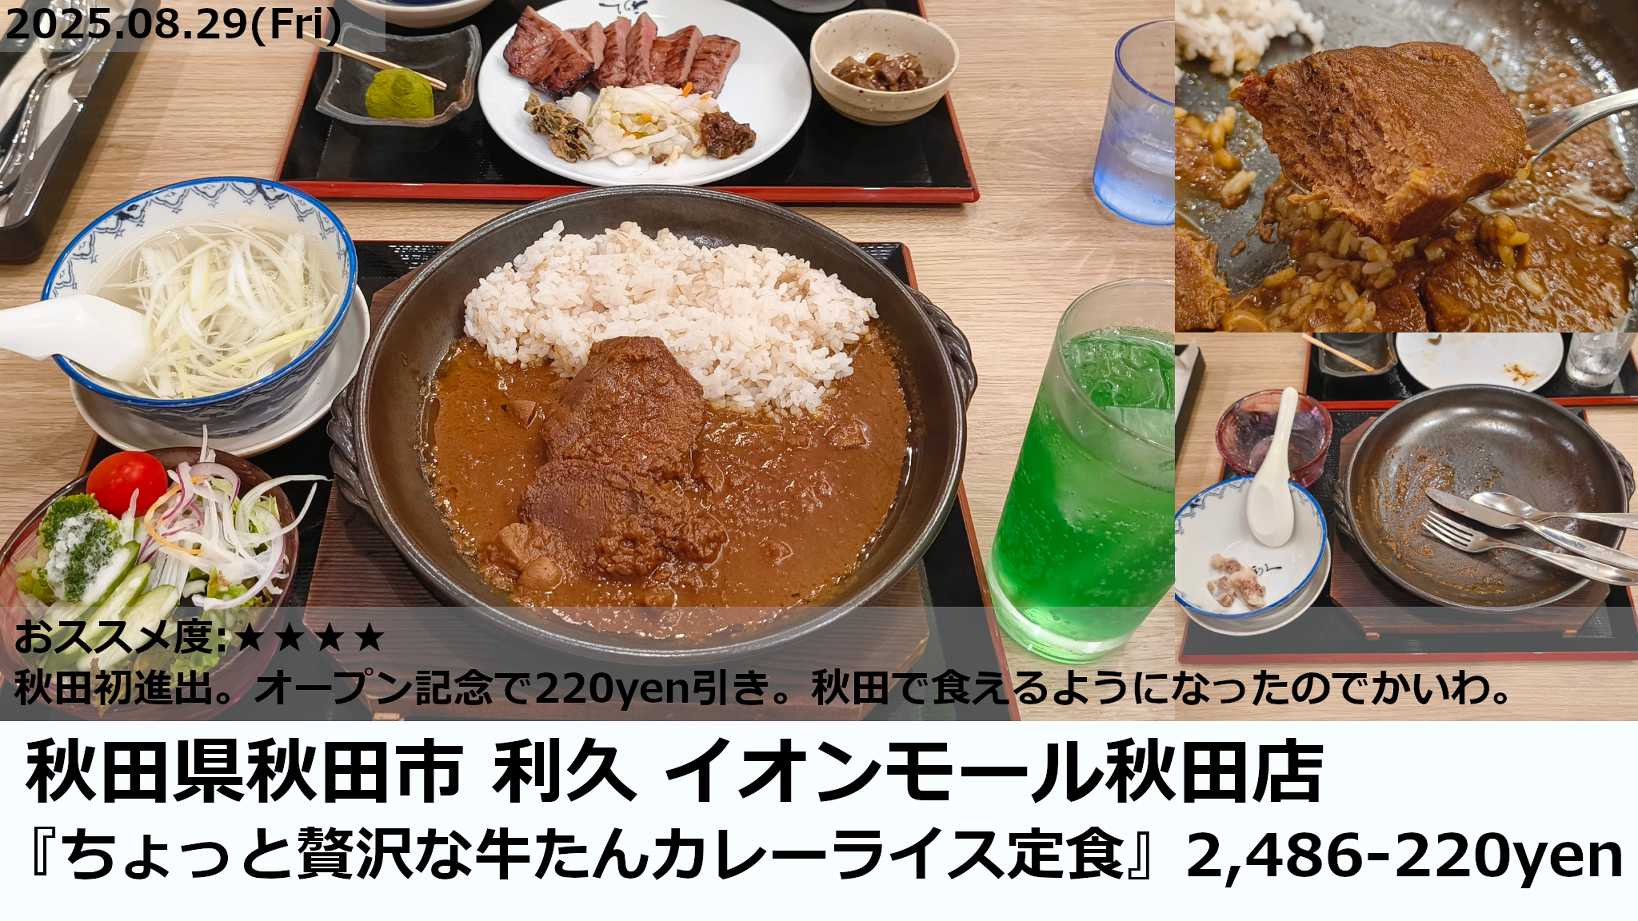 2025.08.29(Fri)
おススメ度:★★★★
秋田初進出。オープン記念で220yen引き。秋田で食えるようになったのでかいわ。
秋田県秋田市 利久 イオンモール秋田店
『ちょっと贅沢な牛たんカレーライス定食』2,486-220yen